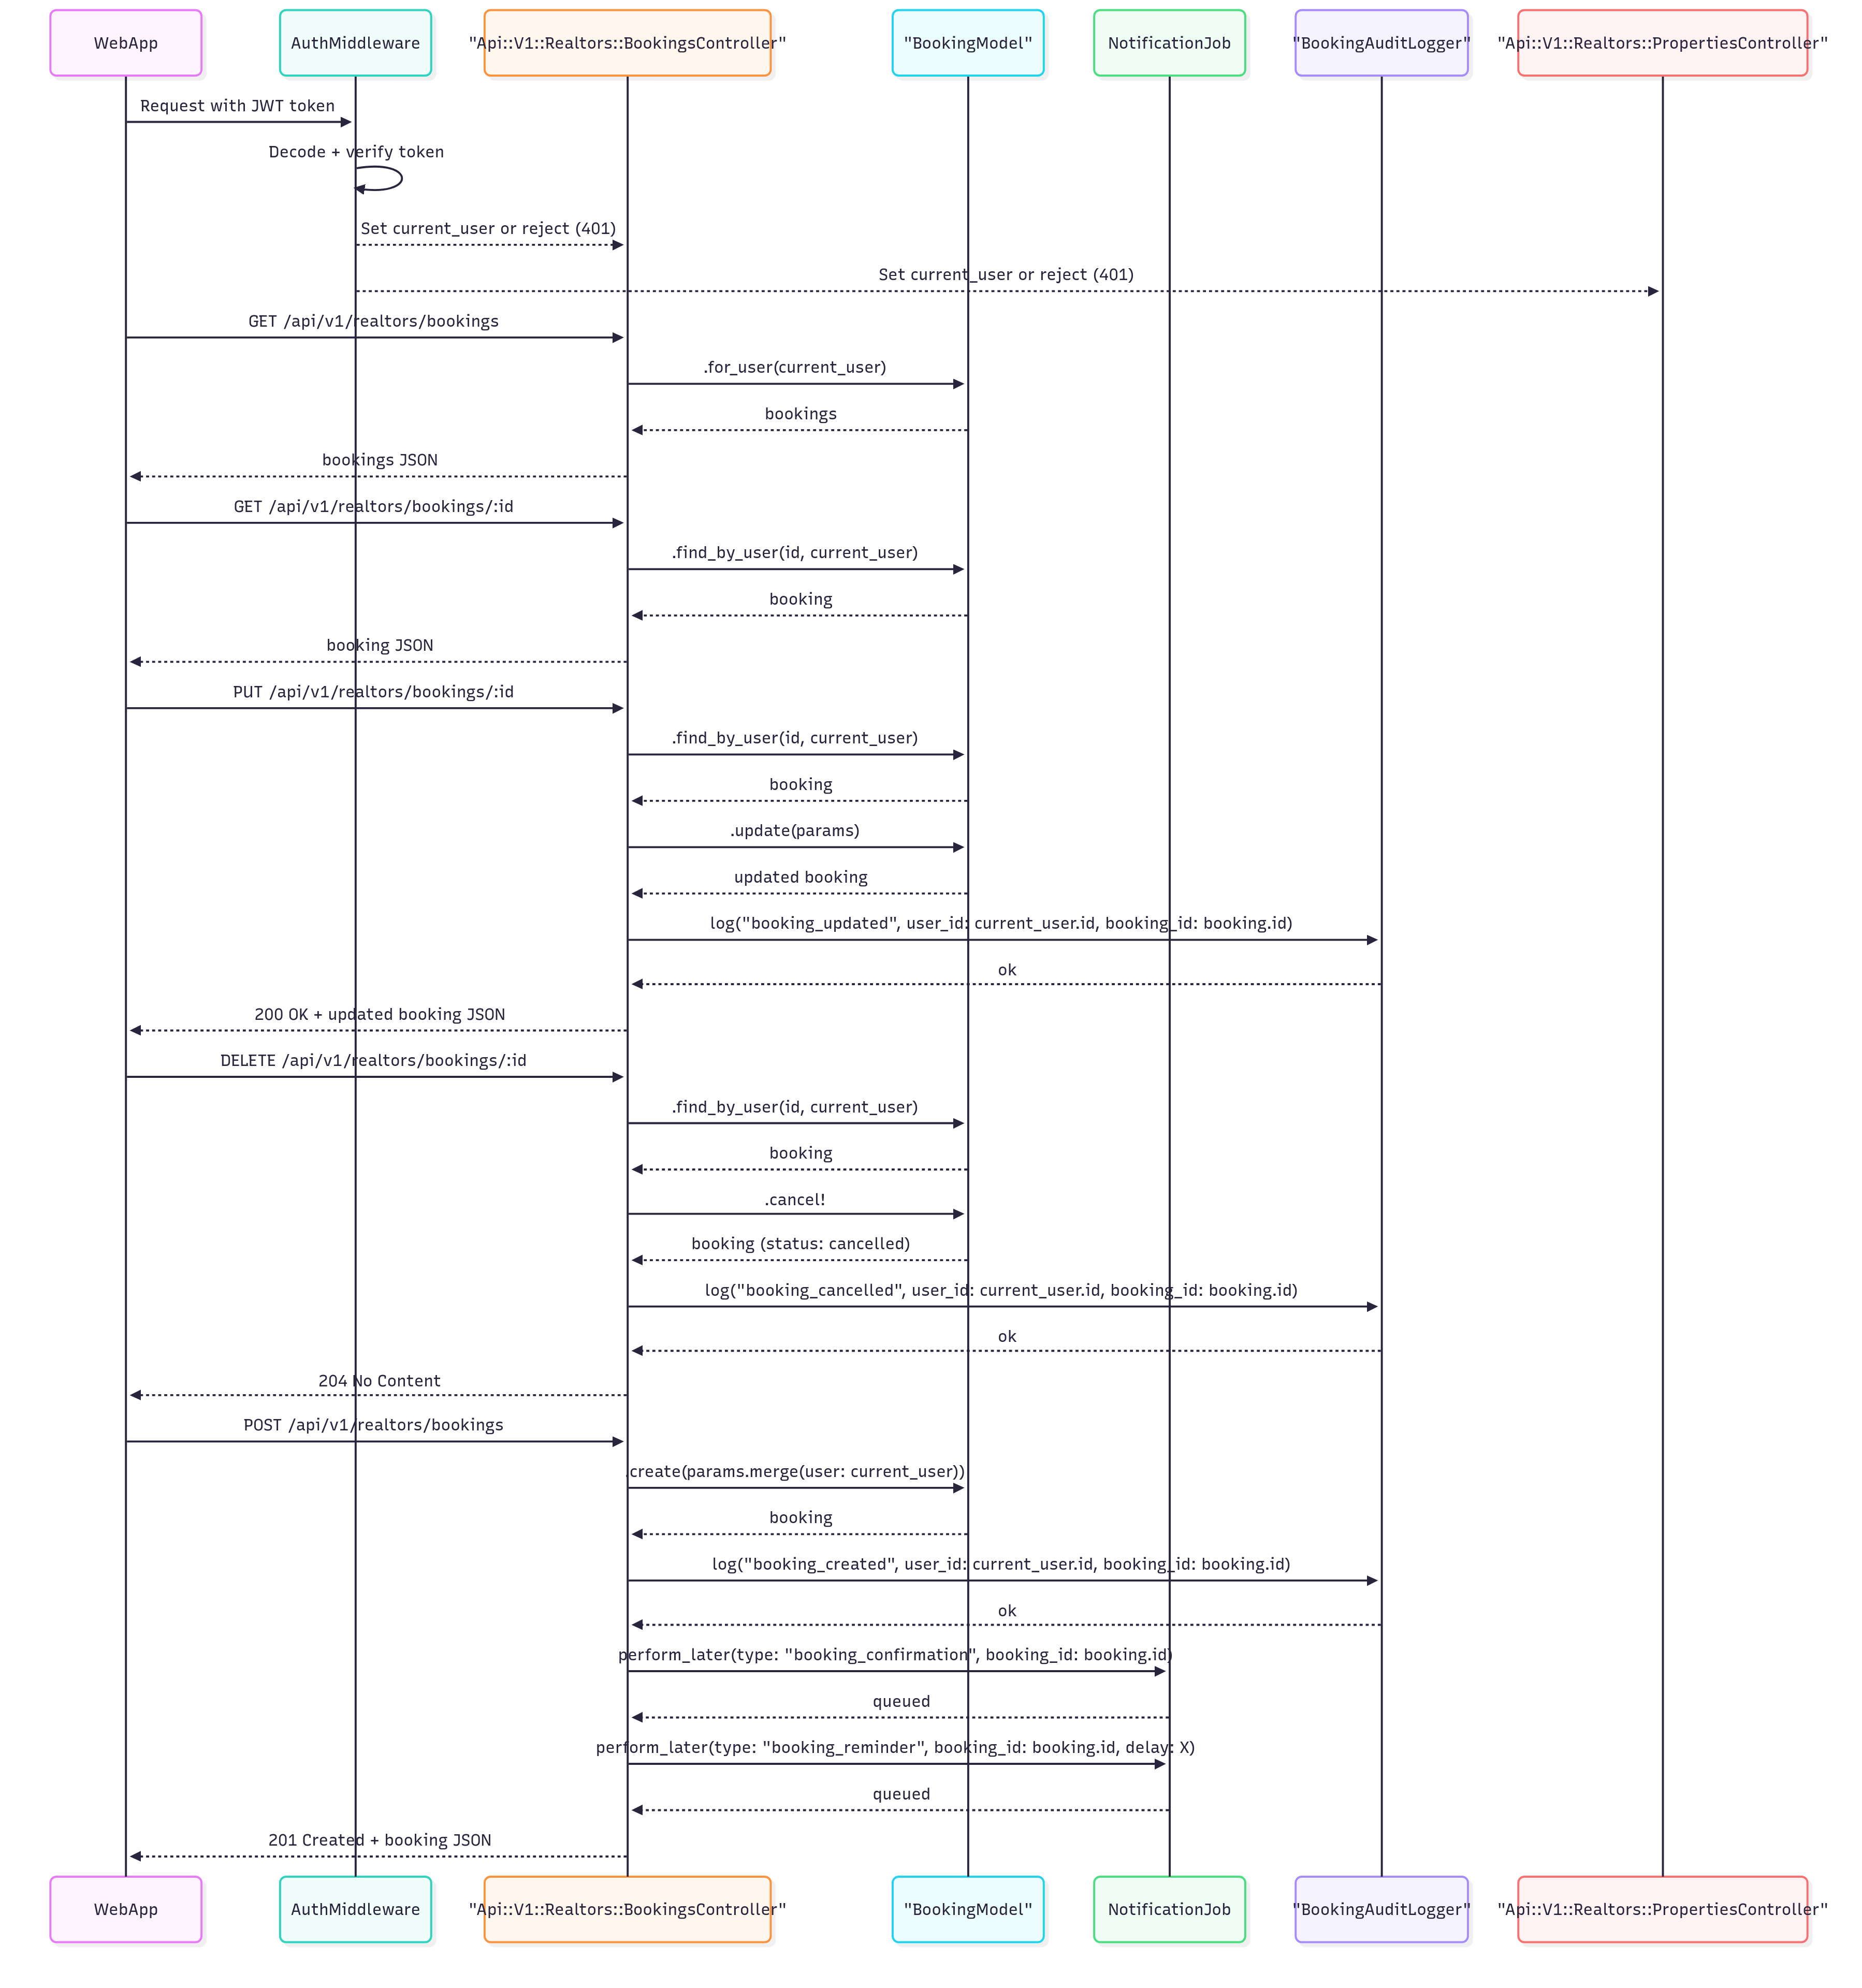 WebApp
AuthMiddleware
"Api::V1::Realtors::BookingsController"
"BookingModel"
NotificationJob
"BookingAuditLogger"
"Api::V1::Realtors::PropertiesController"
Request with JWT token
Decode + verify token
Set current_user or reject (401)
Set current_user or reject (401)
GET /api/v1/realtors/bookings
.for_user(current_user)
bookings
bookings JSON
GET /api/v1/realtors/bookings/:id
.find_by_user(id, current_user)
booking
booking JSON
PUT /api/v1/realtors/bookings/:id
.find_by_user(id, current_user)
booking
.update(params)
updated booking
log("booking_updated", user_id: current_user.id, booking_id: booking.id)
ok
200 OK + updated booking JSON
DELETE /api/v1/realtors/bookings/:id
.find_by_user(id, current_user)
booking
.cancel!
booking (status: cancelled)
log("booking_cancelled", user_id: current_user.id, booking_id: booking.id)
ok
204 No Content
POST /api/v1/realtors/bookings
.create(params.merge(user: current_user))
booking
log("booking_created", user_id: current_user.id, booking_id: booking.id)
ok
perform_later(type: "booking_confirmation", booking_id: booking.id)
queued
perform_later(type: "booking_reminder", booking_id: booking.id, delay: X)
queued
201 Created + booking JSON
WebApp
AuthMiddleware
"Api::V1::Realtors::BookingsController"
"BookingModel"
NotificationJob
"BookingAuditLogger"
"Api::V1::Realtors::PropertiesController"